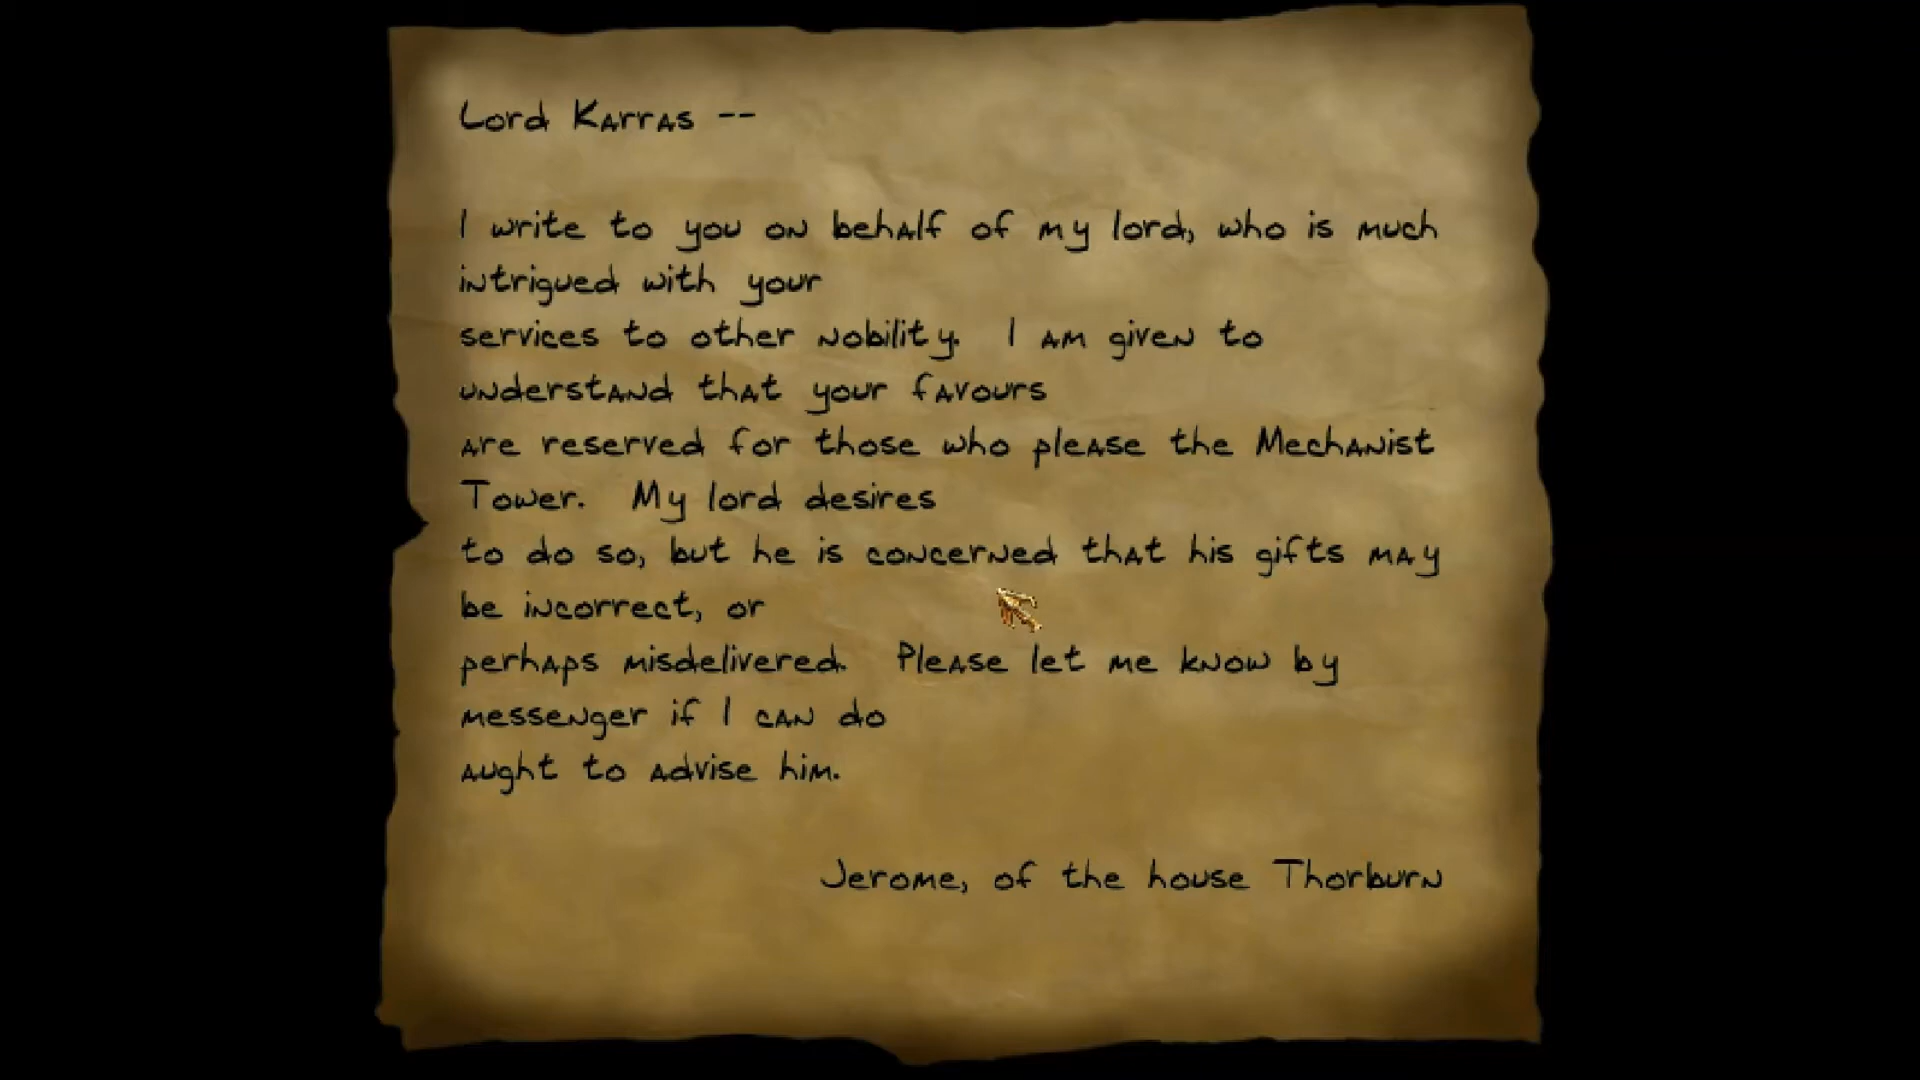 Lord Karras --
I write to you on behalf of my lord, who is much
intrigued with your
services to other nobility.  I am given to
understand that your favours
are reserved for those who please the Mechanist
Tower.  My lord desires
to do so, but he is concerned that his gifts may
be incorrect, or
perhaps misdelivered.  Please let me know by
messenger if I can do
aught to advise him.
Jerome, of the house Thorburn